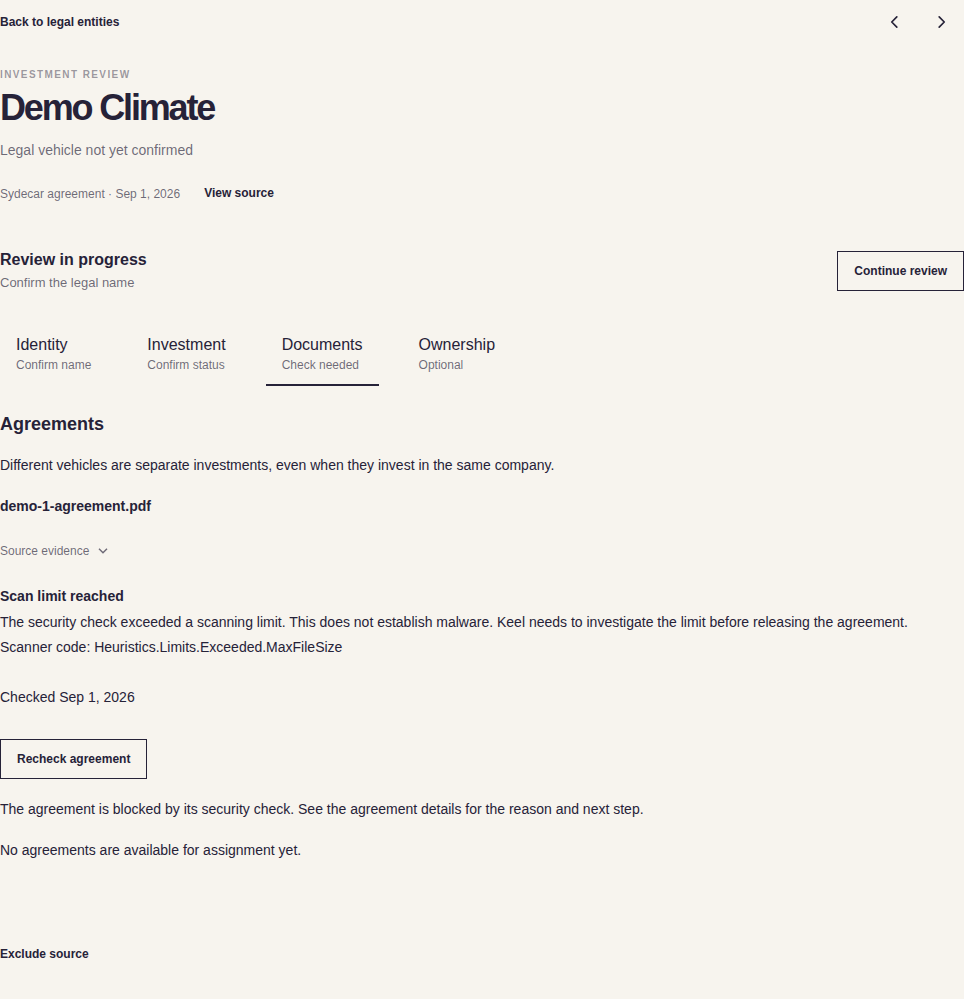 Back to legal entities
INVESTMENT REVIEW
Demo Climate
Legal vehicle not yet confirmed
Sydecar agreement · Sep 1, 2026 View source
Review in progress
Confirm the legal name
Continue review
Identity Investment Documents Ownership
Confirm name Confirm status Check needed Optional
Agreements
Different vehicles are separate investments, even when they invest in the same company.
demo-1-agreement.pdf
Source evidence
Scan limit reached
The security check exceeded a scanning limit. This does not establish malware. Keel needs to investigate the limit before releasing the agreement.
Scanner code: Heuristics.Limits.Exceeded.MaxFileSize
Checked Sep 1, 2026
Recheck agreement
The agreement is blocked by its security check. See the agreement details for the reason and next step.
No agreements are available for assignment yet.
Exclude source